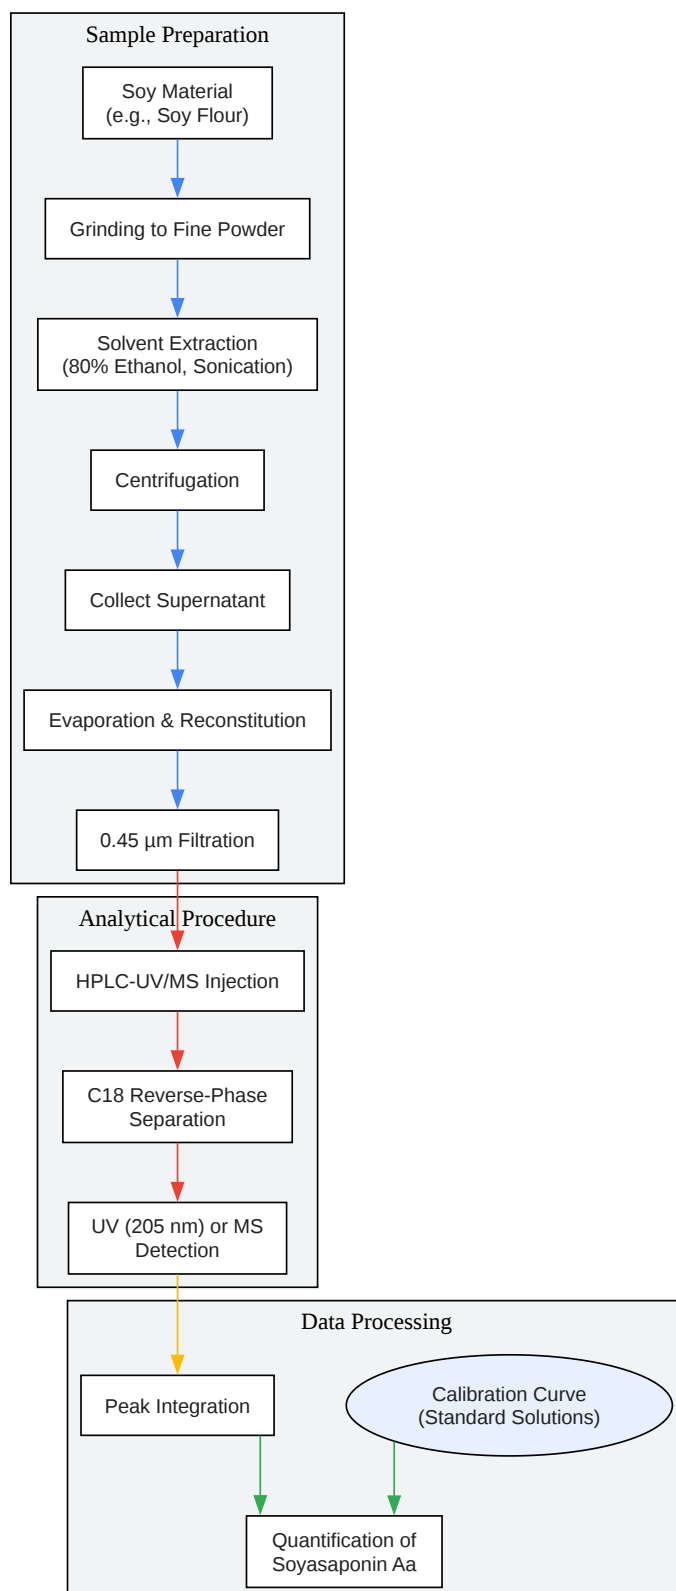 Sample Preparation
Soy Material
(e.g., Soy Flour)
Grinding to Fine Powder
Solvent Extraction
(80% Ethanol, Sonication)
Centrifugation
Collect Supernatant
Evaporation & Reconstitution
0.45 µm Filtration
Analytical Procedure
HPLC-UV/MS Injection
C18 Reverse-Phase
Separation
UV (205 nm) or MS
Detection
Data Processing
Peak Integration
Calibration Curve
(Standard Solutions)
Quantification of
Soyasaponin Aa